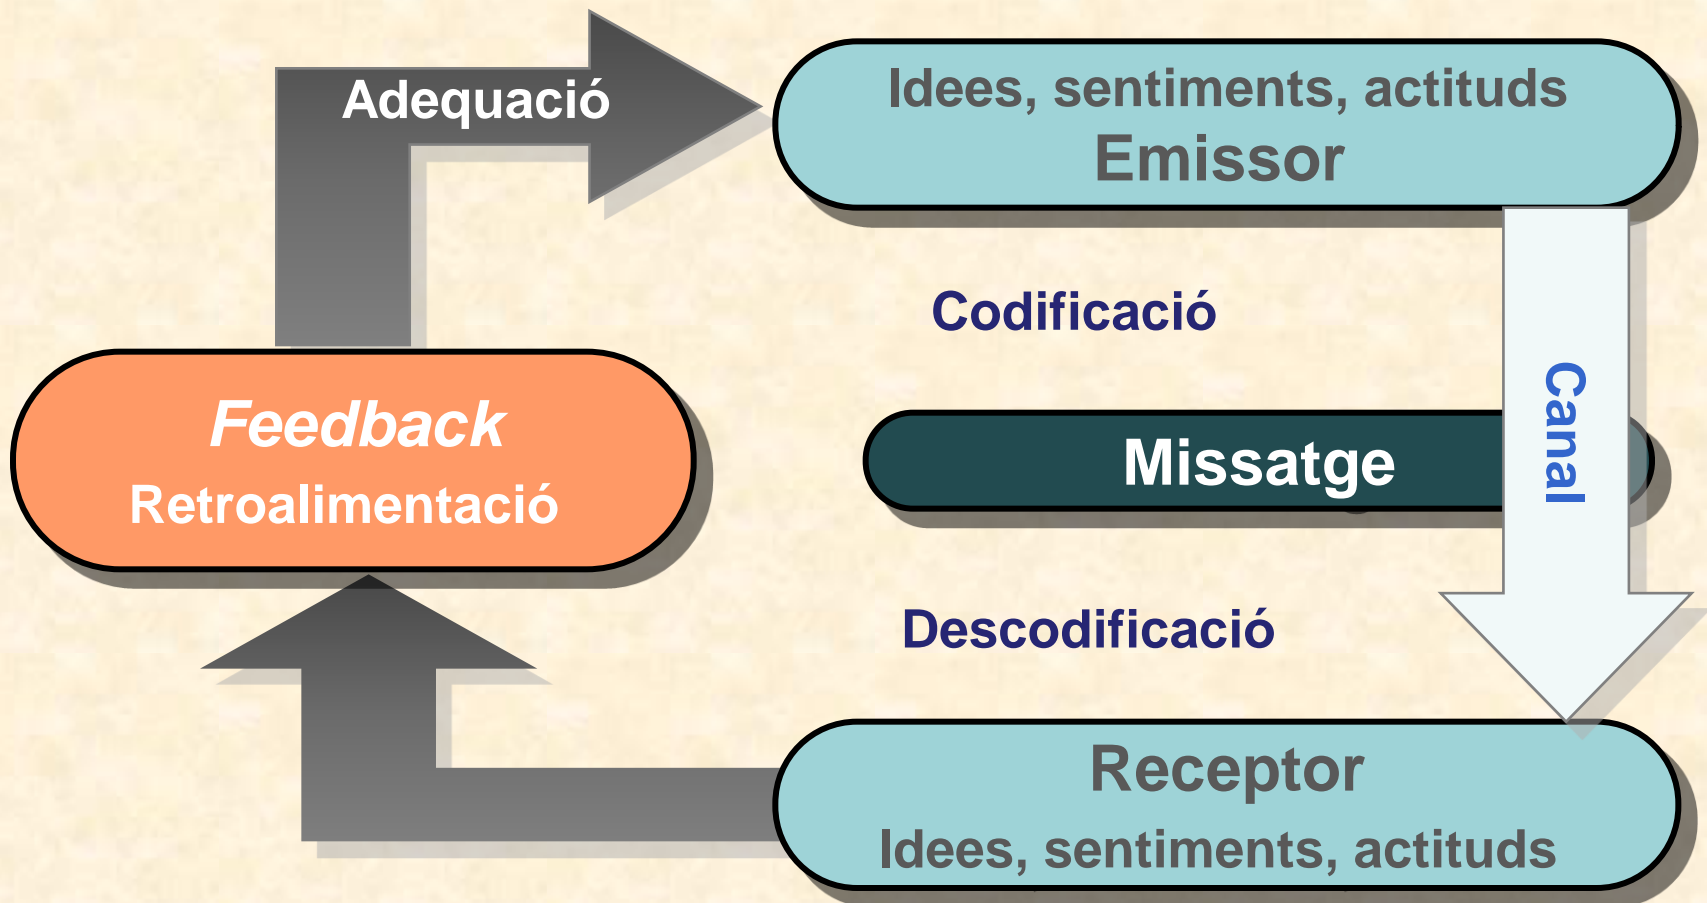 Adequació
Idees, sentiments, actituds
Emissor
Codificació
Canal
Feedback
Retroalimentació
Missatge
Descodificació
Receptor
Idees, sentiments, actituds